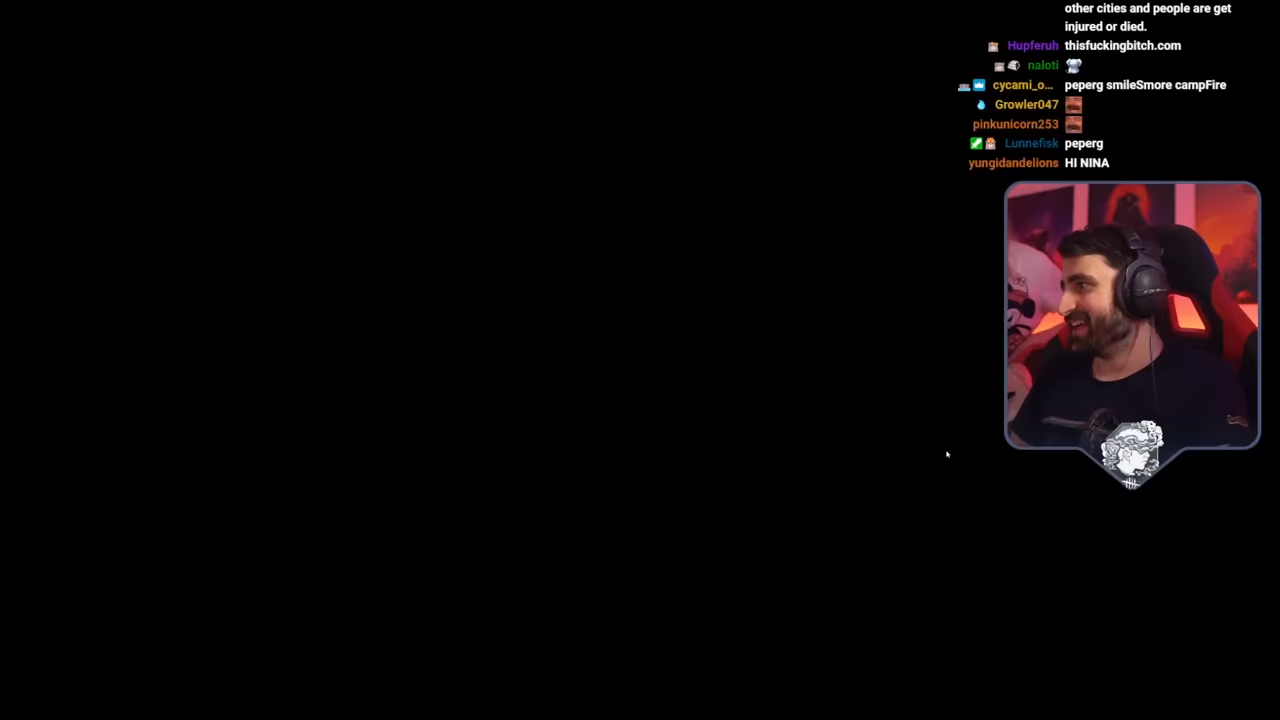 other cities and people are get
injured or died.
Hupferuh thisfuckingbitch.com
naloti
cycami_o... peperg smileSmore campFire
Growler047
pinkunicorn253
Lunnefisk peperg
yungidandelions HI NINA